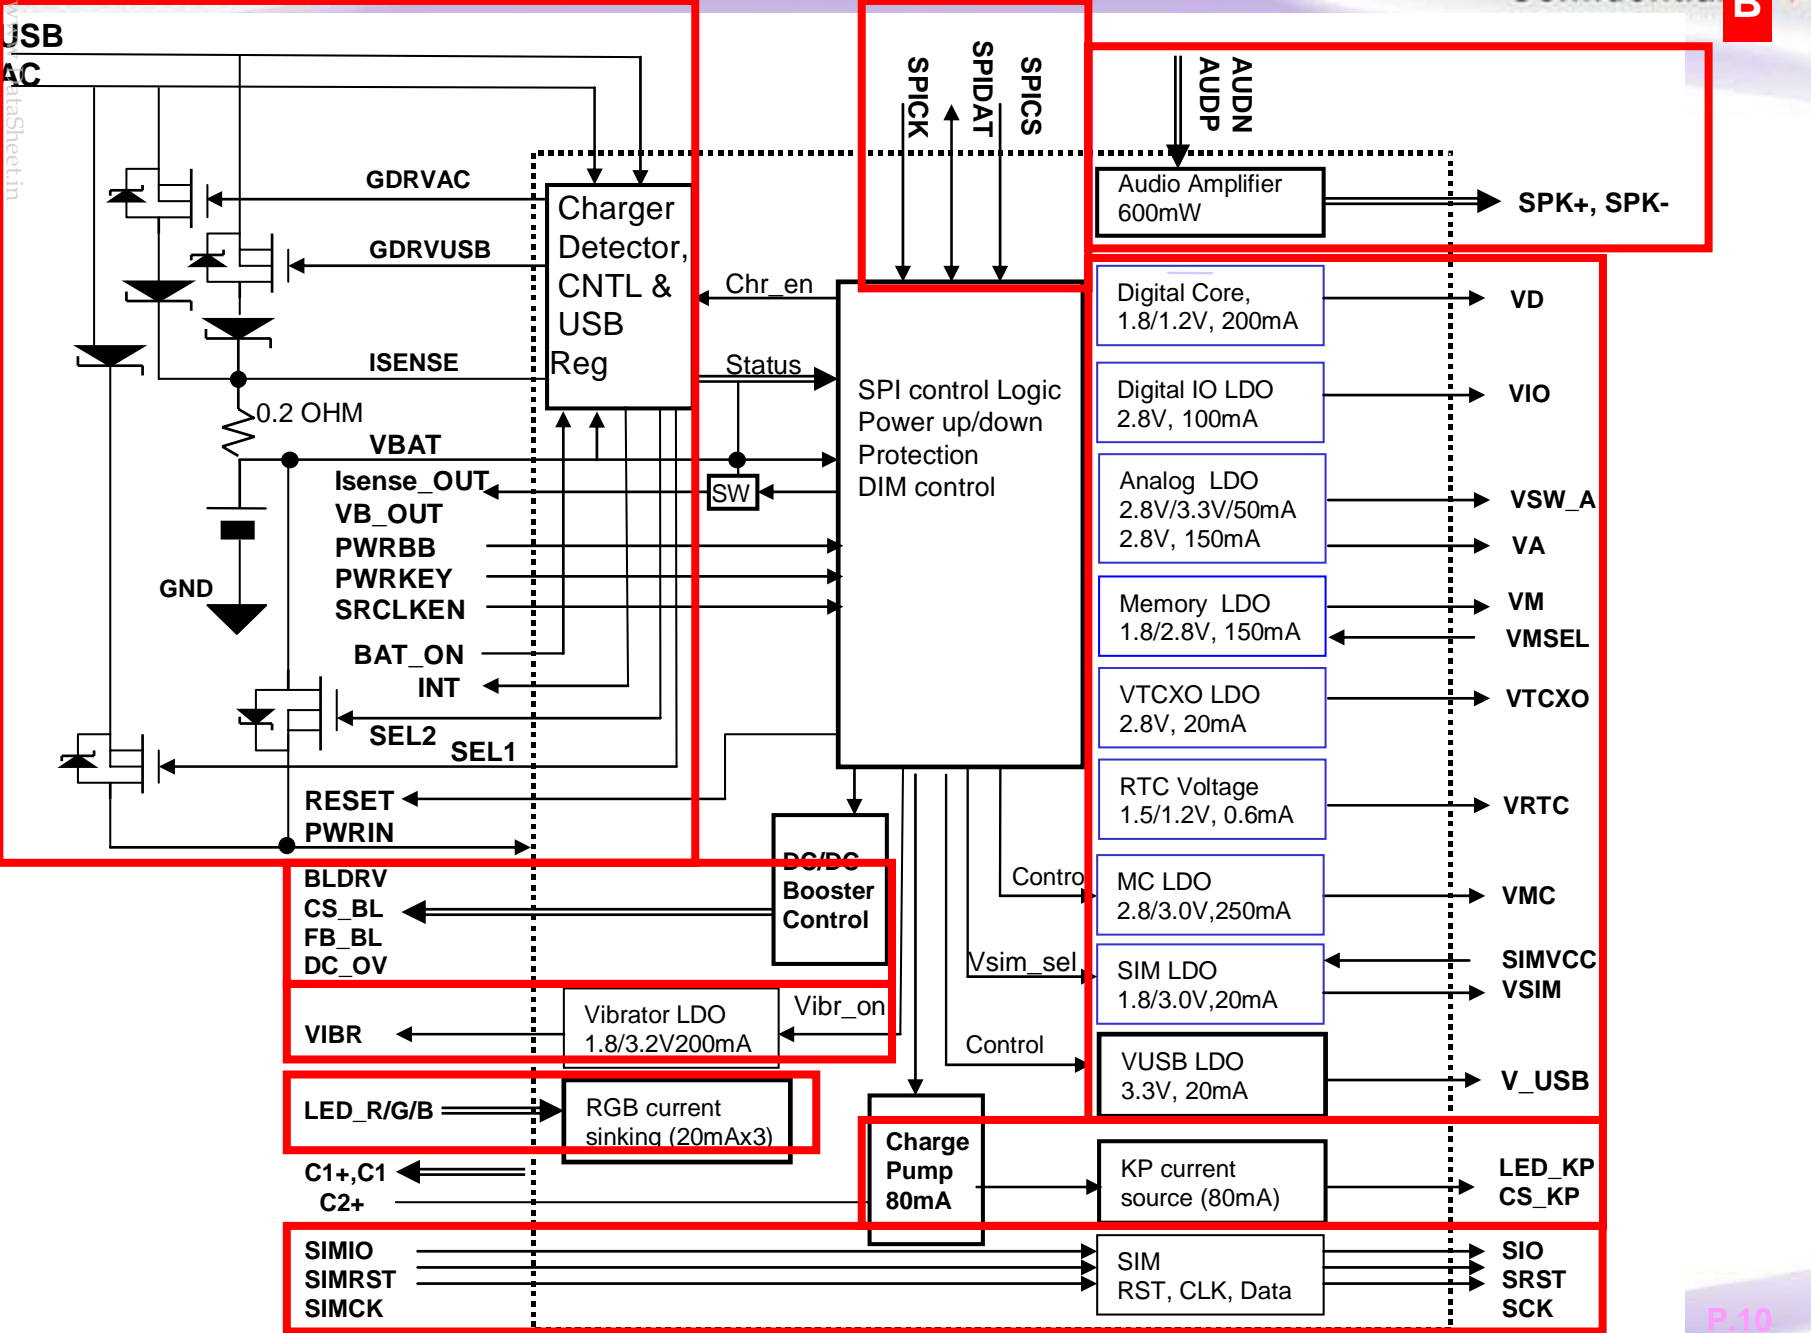 B
USB
AC
www.DataSheet.in
SPICK
SPIDAT
SPICS
AUDP
AUDN
GDRVAC
GDRVUSB
ISENSE
0.2 OHM
VBAT
Charger
Detector,
CNTL &
USB
Reg
Chr_en
Status
SW
SPI control Logic
Power up/down
Protection
DIM control
Isense_OUT
VB_OUT
PWRBB
PWRKEY
SRCLKEN
GND
BAT_ON
INT
SEL2
SEL1
RESET
PWRIN
BLDRV
CS_BL
FB_BL
DC_OV
DC/DC
Booster
Control
VIBR
Vibrator LDO
1.8/3.2V200mA
Vibr_on
LED_R/G/B
RGB current
sinking (20mAx3)
C1+,C1
C2+
Charge
Pump
80mA
SIMIO
SIMRST
SIMCK
Audio Amplifier
600mW
SPK+, SPK-
Digital Core,
1.8/1.2V, 200mA
VD
Digital IO LDO
2.8V, 100mA
VIO
Analog LDO
2.8V/3.3V/50mA
2.8V, 150mA
VSW_A
VA
Memory LDO
1.8/2.8V, 150mA
VM
VMSEL
VTCXO LDO
2.8V, 20mA
VTCXO
RTC Voltage
1.5/1.2V, 0.6mA
VRTC
Contro
MC LDO
2.8/3.0V,250mA
VMC
Vsim_sel
SIM LDO
1.8/3.0V,20mA
SIMVCC
VSIM
Control
VUSB LDO
3.3V, 20mA
V_USB
KP current
source (80mA)
LED_KP
CS_KP
SIM
RST, CLK, Data
SIO
SRST
SCK
P.10